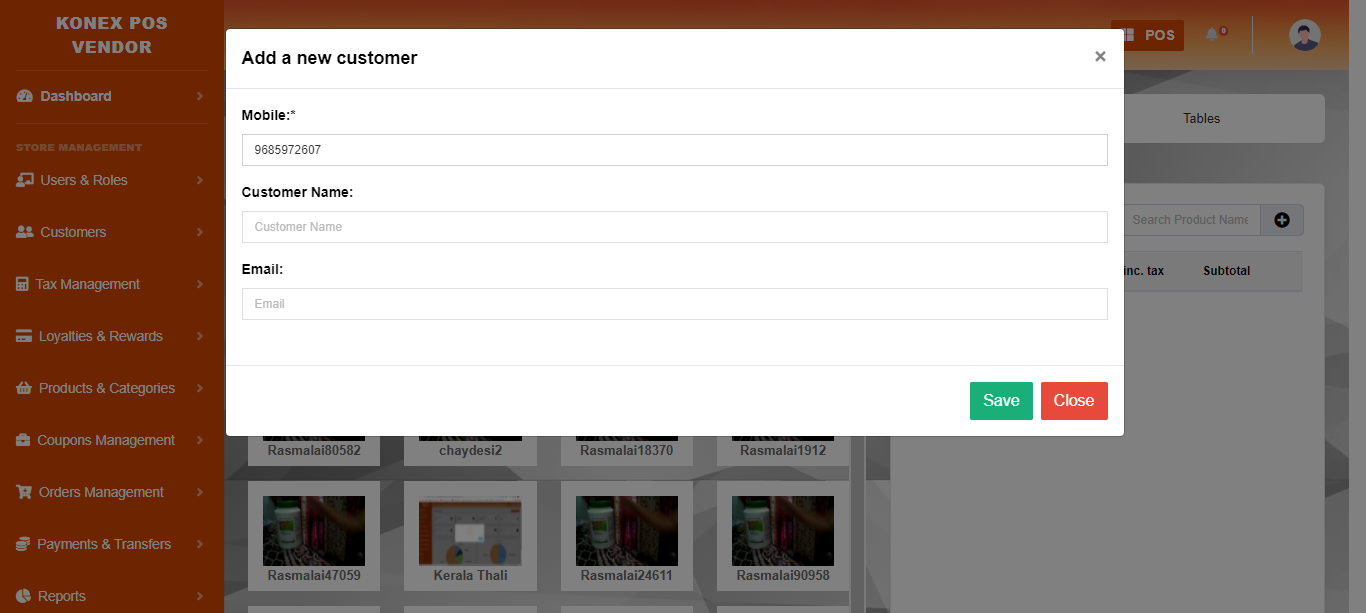 KONEX POS
VENDOR
Dashboard
STORE MANAGEMENT
Users & Roles
Customers
Tax Management
Loyalties & Rewards
Products & Categories
Coupons Management
Orders Management
Payments & Transfers
Reports
POS
0
Add a new customer
×
Mobile:*
9685972607
Customer Name:
Customer Name
Email:
Email
Save
Close
Tables
Search Product Name
inc. tax
Subtotal
Rasmalai80582
chaydesi2
Rasmalai18370
Rasmalai1912
Rasmalai47059
Kerala Thali
Rasmalai24611
Rasmalai90958